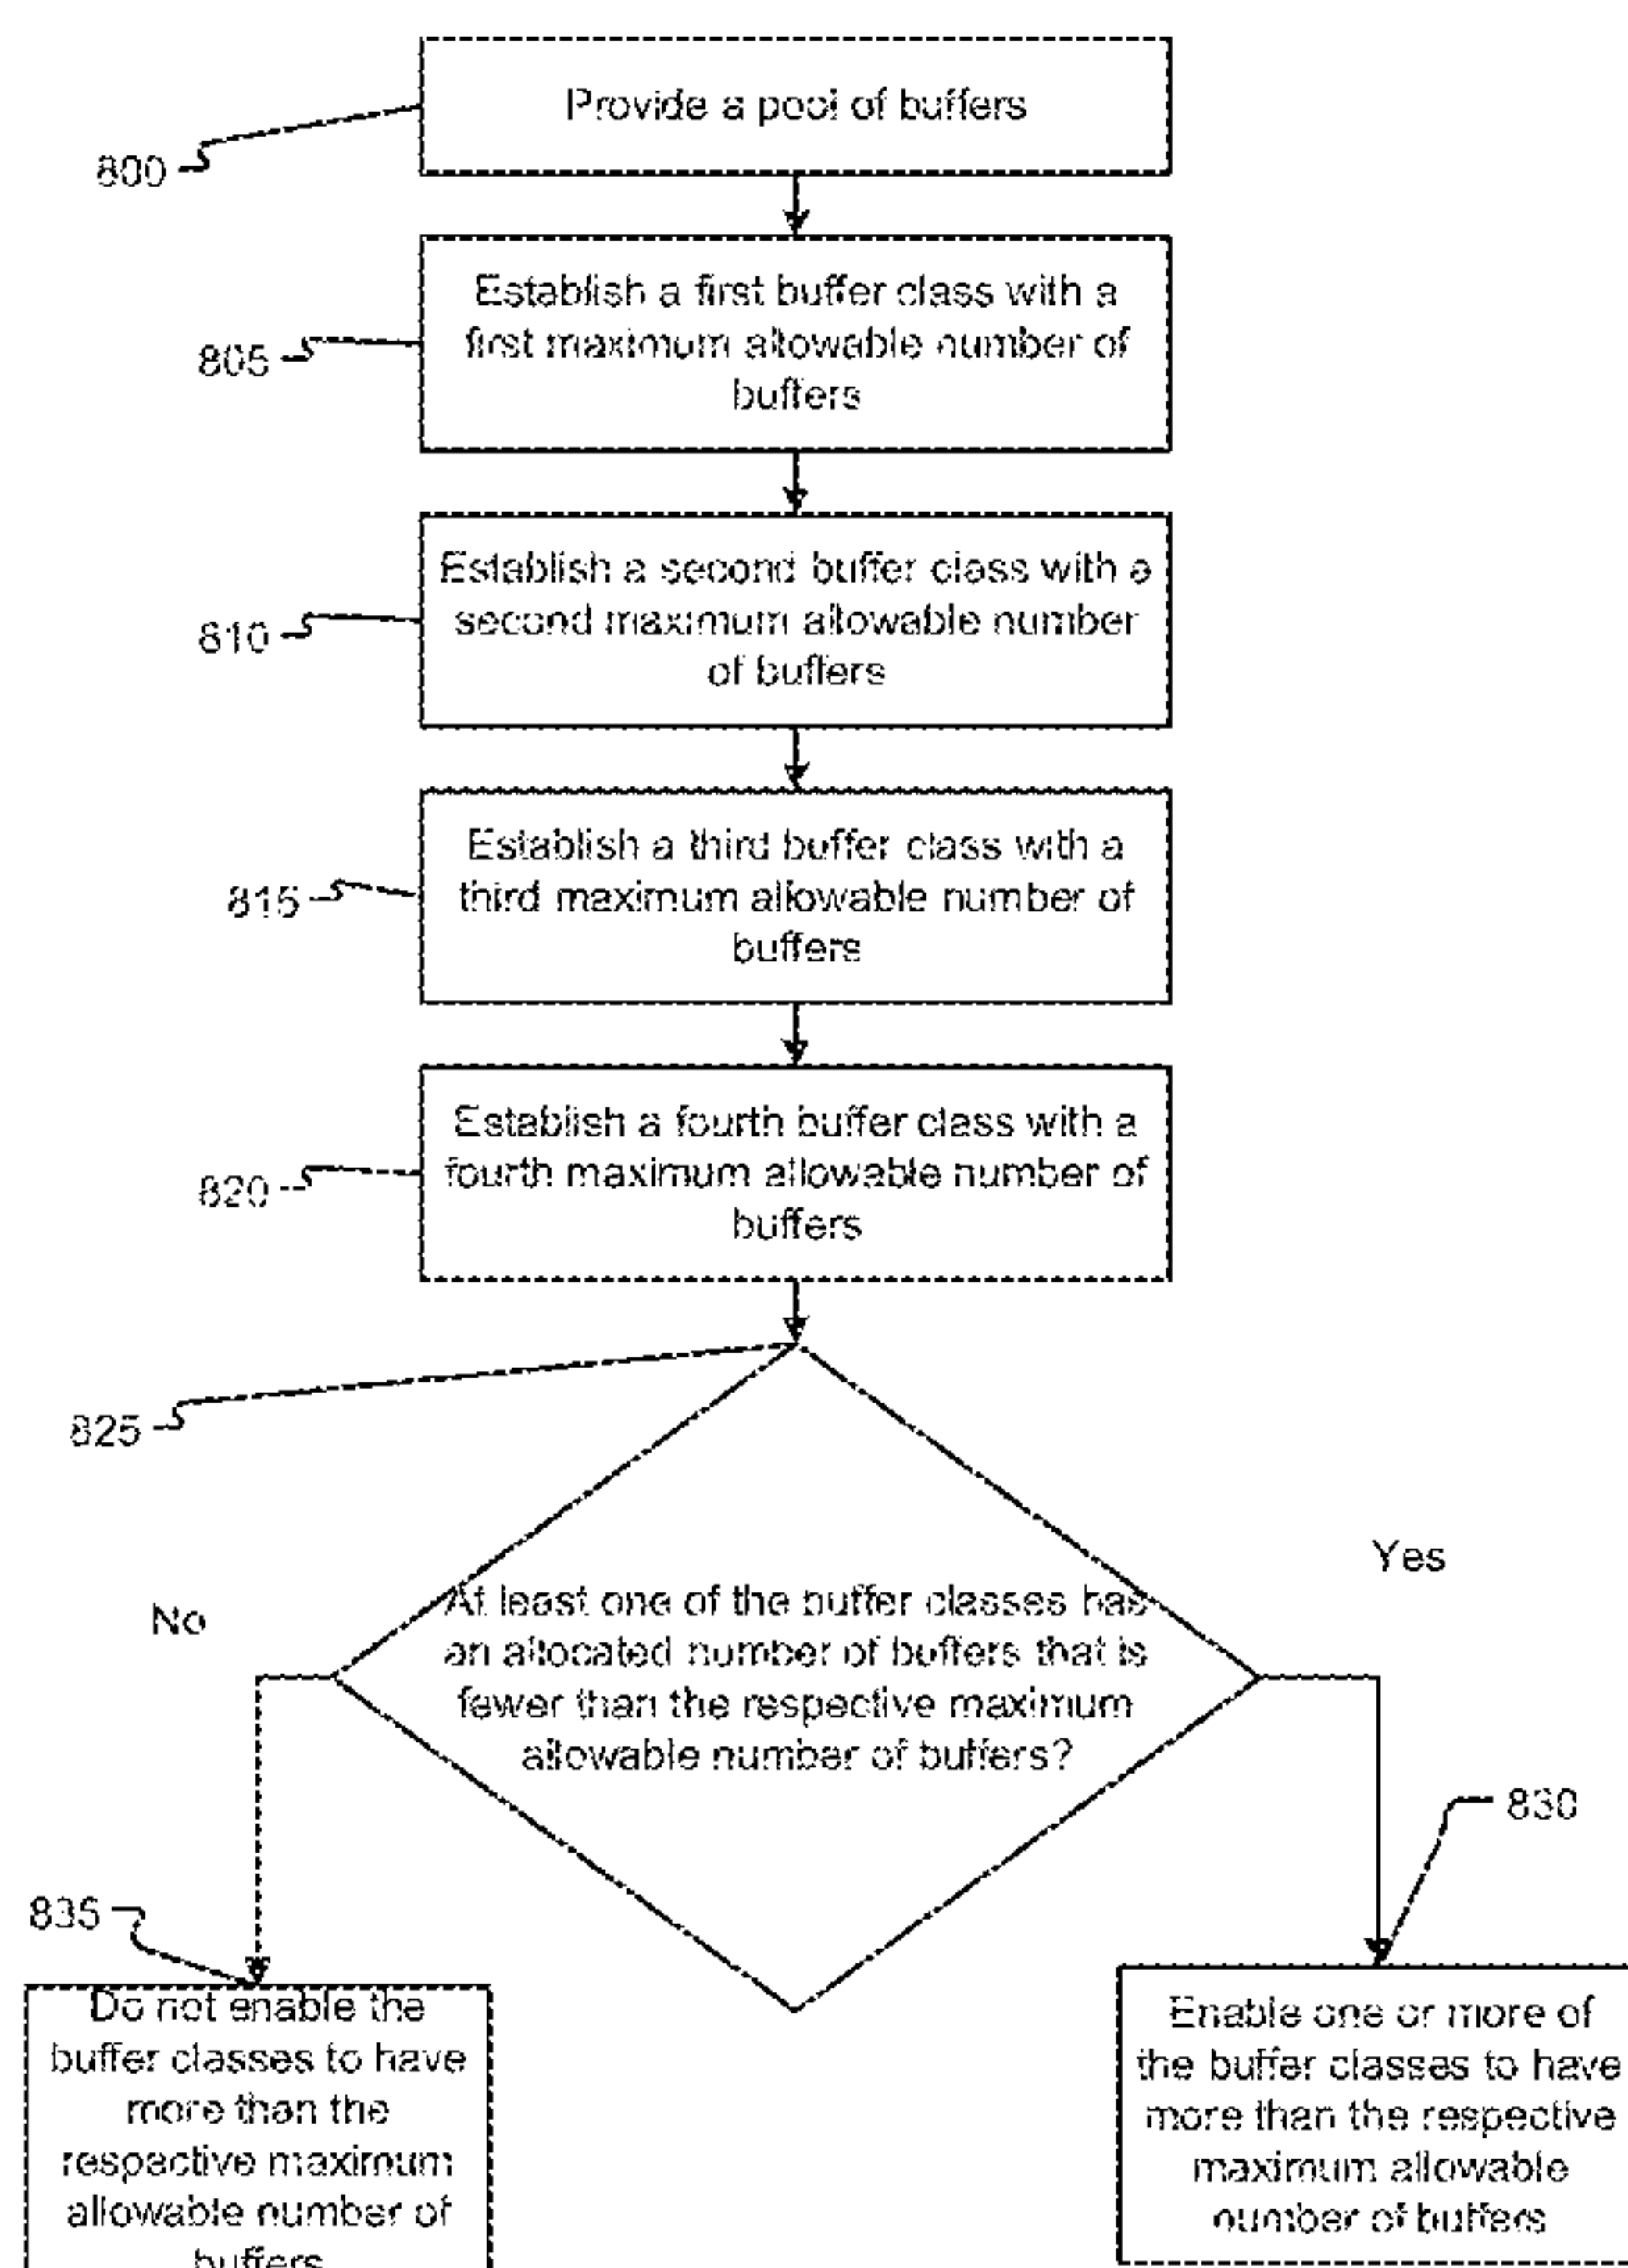 Provide a pool of buffers
800
Establish a first buffer class with a
first maximum allowable number of
buffers
805
Establish a second buffer class with a
second maximum allowable number
of buffers
810
Establish a third buffer class with a
third maximum allowable number of
buffers
815
Establish a fourth buffer class with a
fourth maximum allowable number of
buffers
820
825
At least one of the buffer classes has
an allocated number of buffers that is
fewer than the respective maximum
allowable number of buffers?
No
Yes
830
835
Do not enable the
buffer classes to have
more than the
respective maximum
allowable number of
buffers
Enable one or more of
the buffer classes to have
more than the respective
maximum allowable
number of buffers